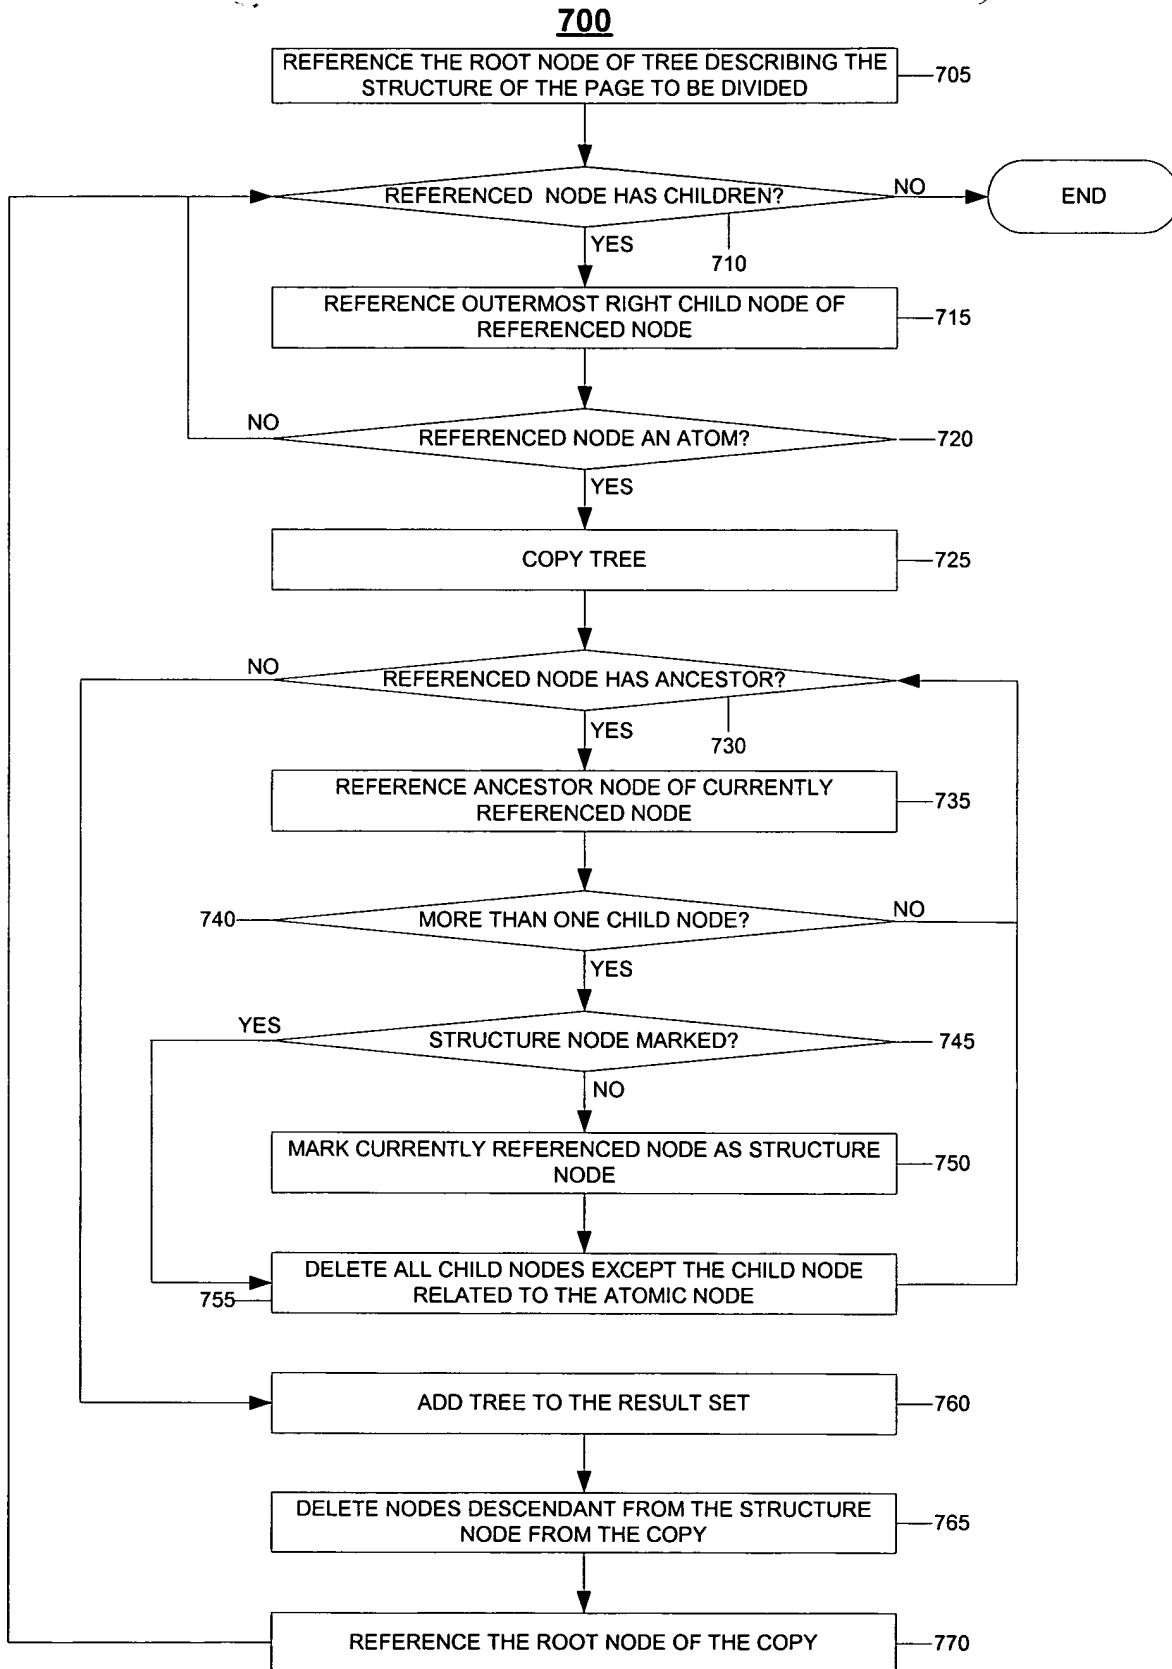 700
REFERENCE THE ROOT NODE OF TREE DESCRIBING THE
STRUCTURE OF THE PAGE TO BE DIVIDED
705
REFERENCED NODE HAS CHILDREN?
NO
END
YES
710
REFERENCE OUTERMOST RIGHT CHILD NODE OF
REFERENCED NODE
715
NO
REFERENCED NODE AN ATOM?
720
YES
COPY TREE
725
NO
REFERENCED NODE HAS ANCESTOR?
YES
730
REFERENCE ANCESTOR NODE OF CURRENTLY
REFERENCED NODE
735
740
MORE THAN ONE CHILD NODE?
NO
YES
YES
STRUCTURE NODE MARKED?
745
NO
MARK CURRENTLY REFERENCED NODE AS STRUCTURE
NODE
750
DELETE ALL CHILD NODES EXCEPT THE CHILD NODE
RELATED TO THE ATOMIC NODE
755
ADD TREE TO THE RESULT SET
760
DELETE NODES DESCENDANT FROM THE STRUCTURE
NODE FROM THE COPY
765
REFERENCE THE ROOT NODE OF THE COPY
770